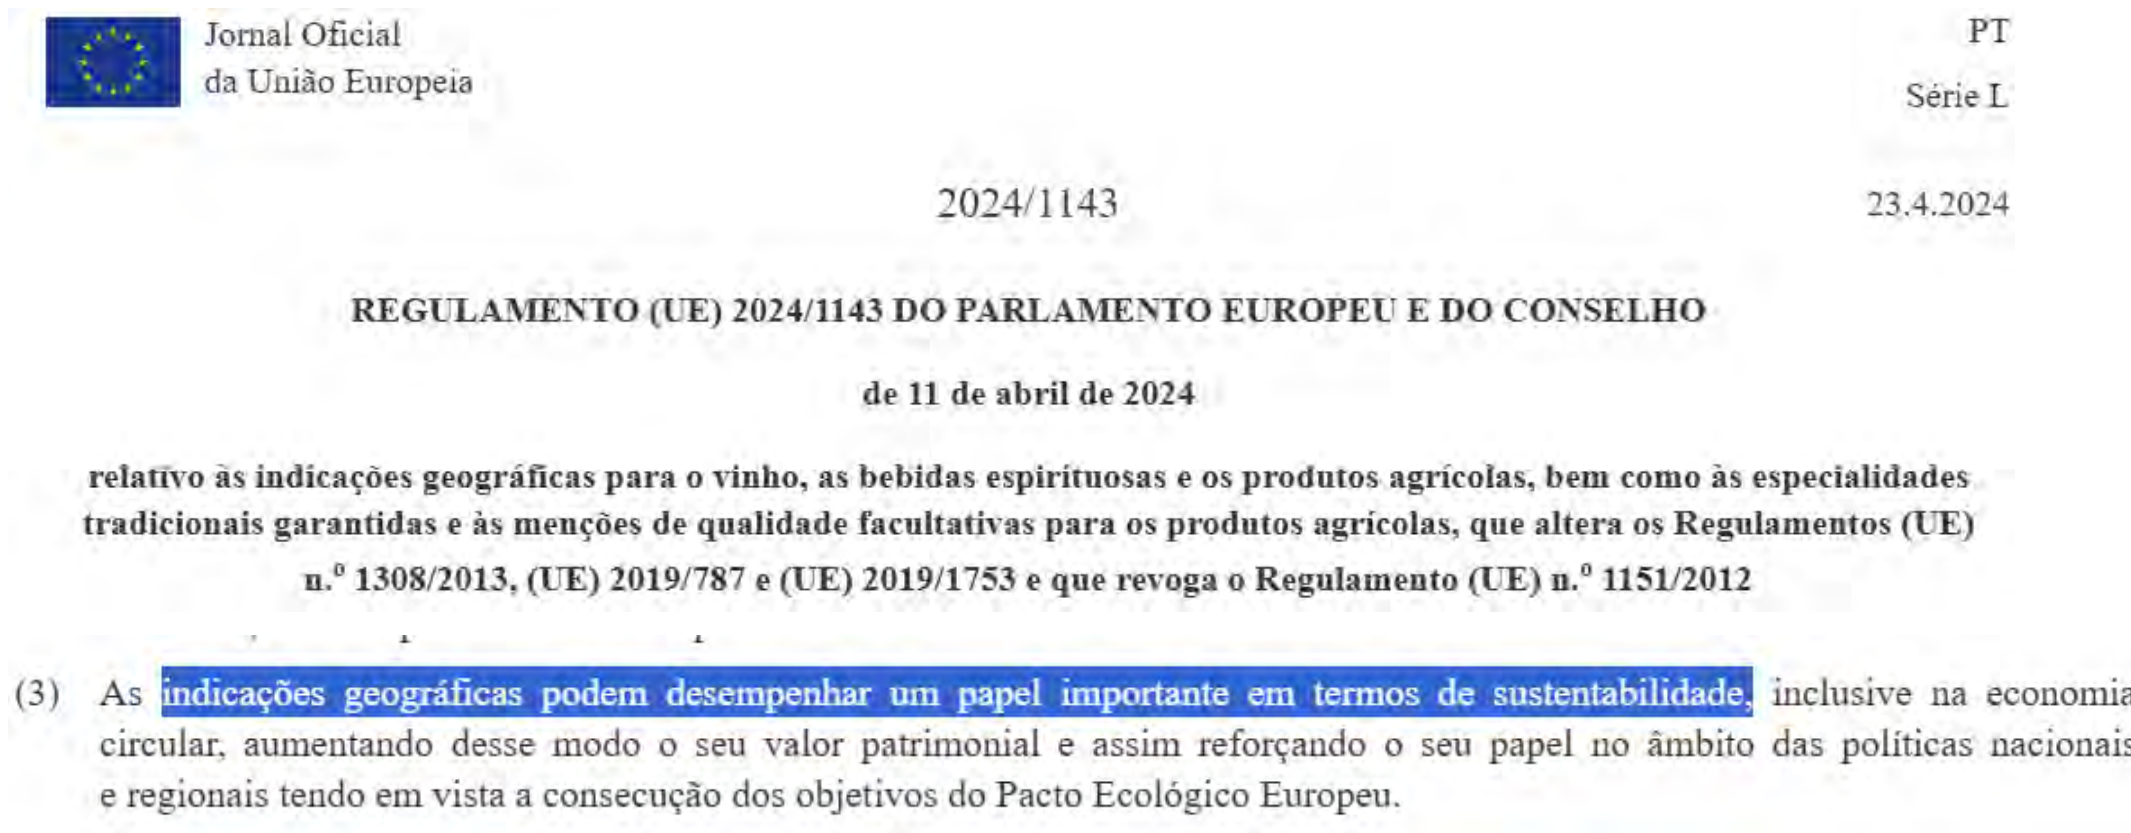 Jornal Oficial
da União Europeia
PT
Série L
2024/1143
23.4.2024
REGULAMENTO (UE) 2024/1143 DO PARLAMENTO EUROPEU E DO CONSELHO
de 11 de abril de 2024
relativo às indicações geográficas para o vinho, as bebidas espirituosas e os produtos agrícolas, bem como às especialidades
tradicionais garantidas e às menções de qualidade facultativas para os produtos agrícolas, que altera os Regulamentos (UE)
n.º 1308/2013, (UE) 2019/787 e (UE) 2019/1753 e que revoga o Regulamento (UE) n.º 1151/2012
(3) As indicações geográficas podem desempenhar um papel importante em termos de sustentabilidade, inclusive na economia
circular, aumentando desse modo o seu valor patrimonial e assim reforçando o seu papel no âmbito das políticas nacionais
e regionais tendo em vista a consecução dos objetivos do Pacto Ecológico Europeu.